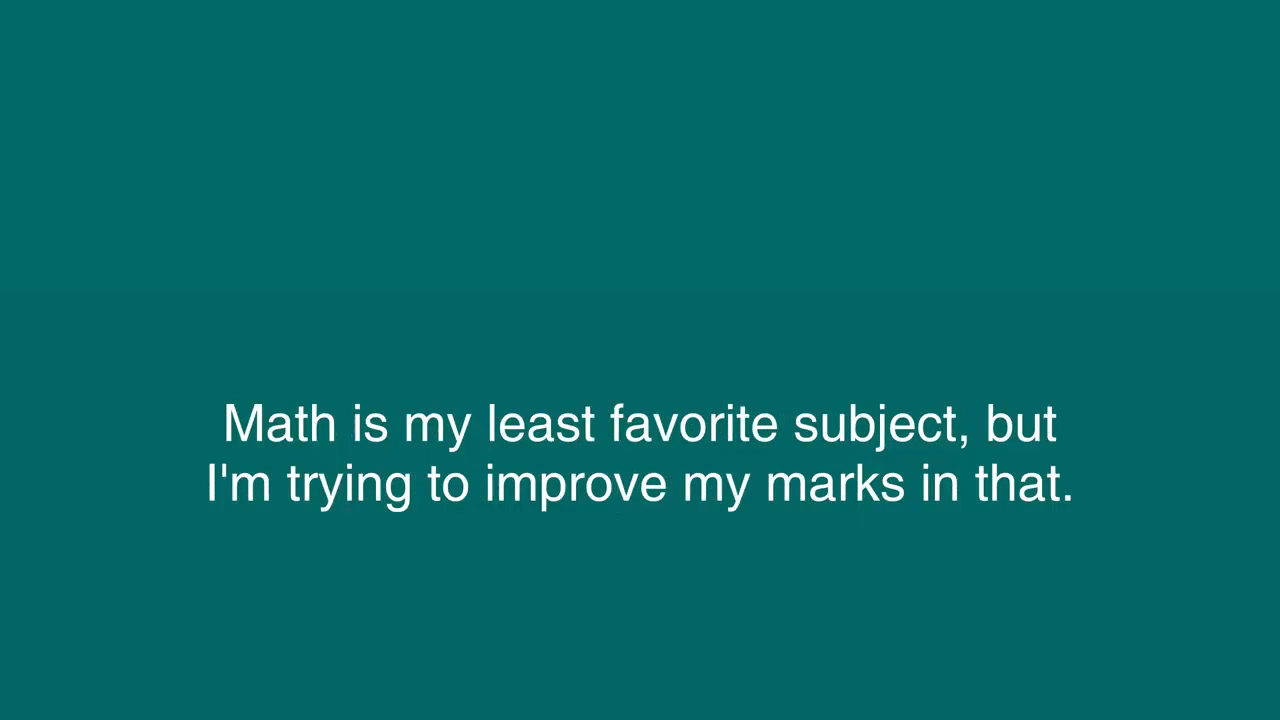 Math is my least favorite subject, but
I'm trying to improve my marks in that.